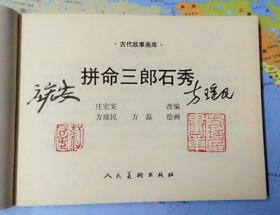 ·古代故事画库·
拼命三郎石秀
庄宏安 改编
方瑶民 方磊 绘画
人民美术出版社